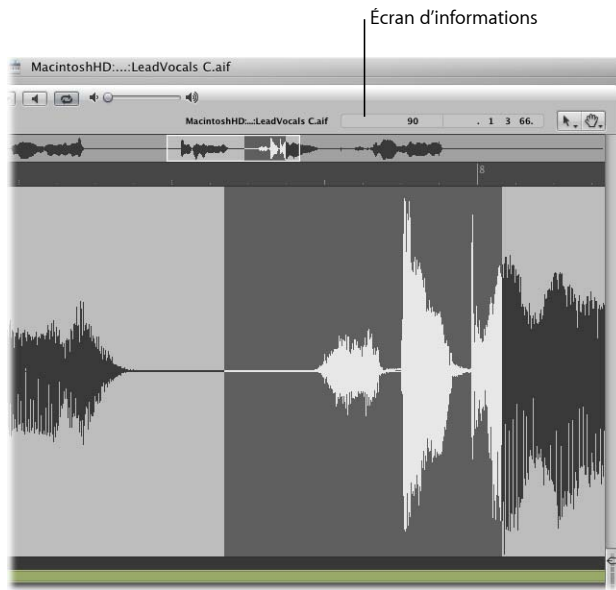 Écran d’informations
MacintoshHD:...:LeadVocals C.aif
MacintoshHD:...:LeadVocals C.aif 90 . 1 3 66.
8